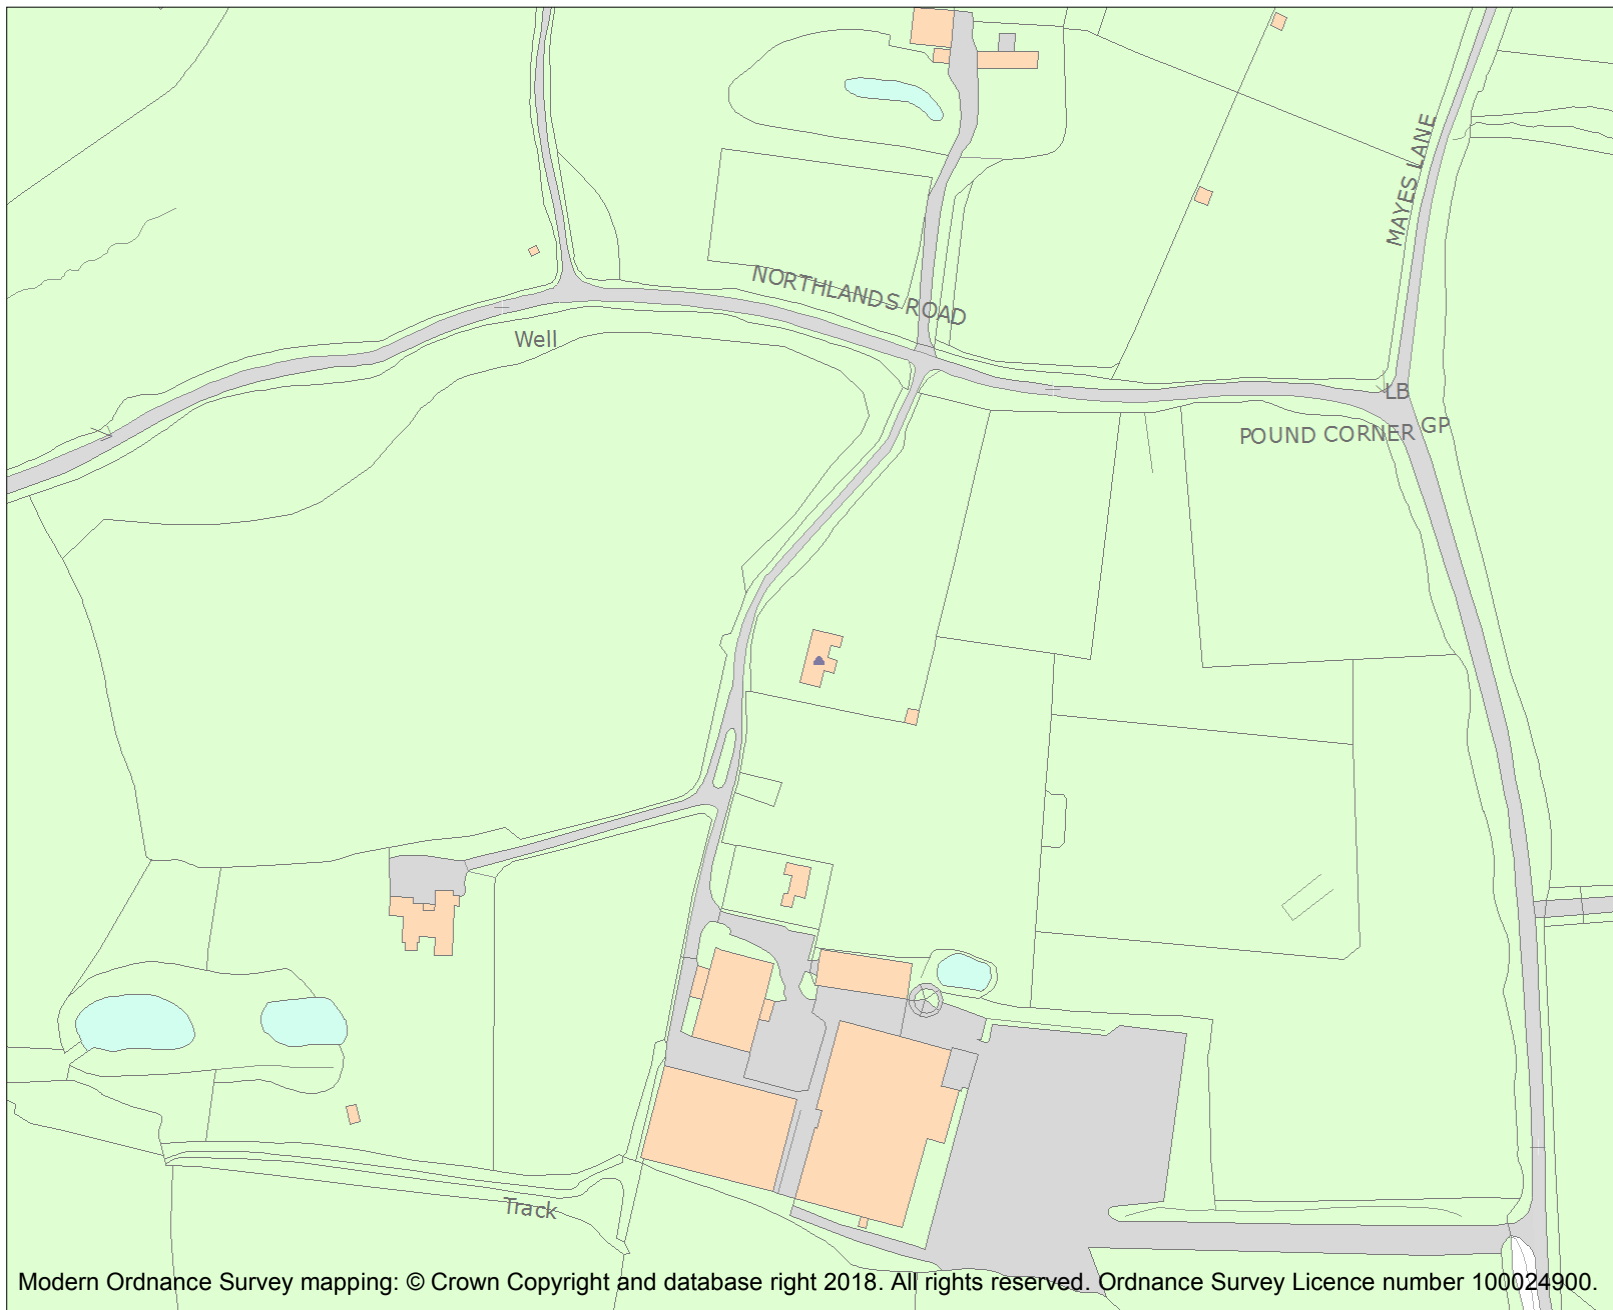 MAYES LANE
NORTHLANDS ROAD
Well
LB
POUND CORNER
GP
Track
Modern Ordnance Survey mapping: © Crown Copyright and database right 2018. All rights reserved. Ordnance Survey Licence number 100024900.